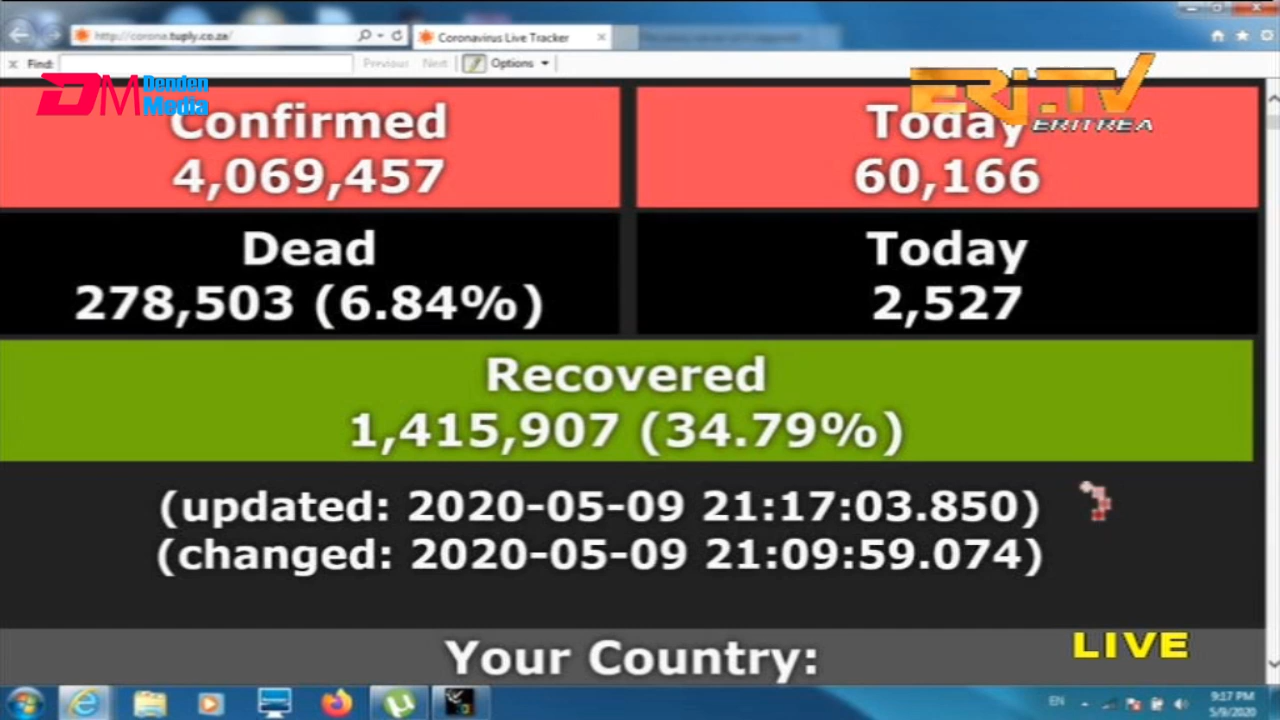 http://corona.tuply.co.za/
Coronavirus Live Tracker
Find:
Previous Next
Options
DM Denden
Media
ERi.TV
ERITREA
Confirmed
4,069,457
Today
60,166
Dead
278,503 (6.84%)
Today
2,527
Recovered
1,415,907 (34.79%)
(updated: 2020-05-09 21:17:03.850)
(changed: 2020-05-09 21:09:59.074)
Your Country:
LIVE
EN
9:17 PM
5/9/2020